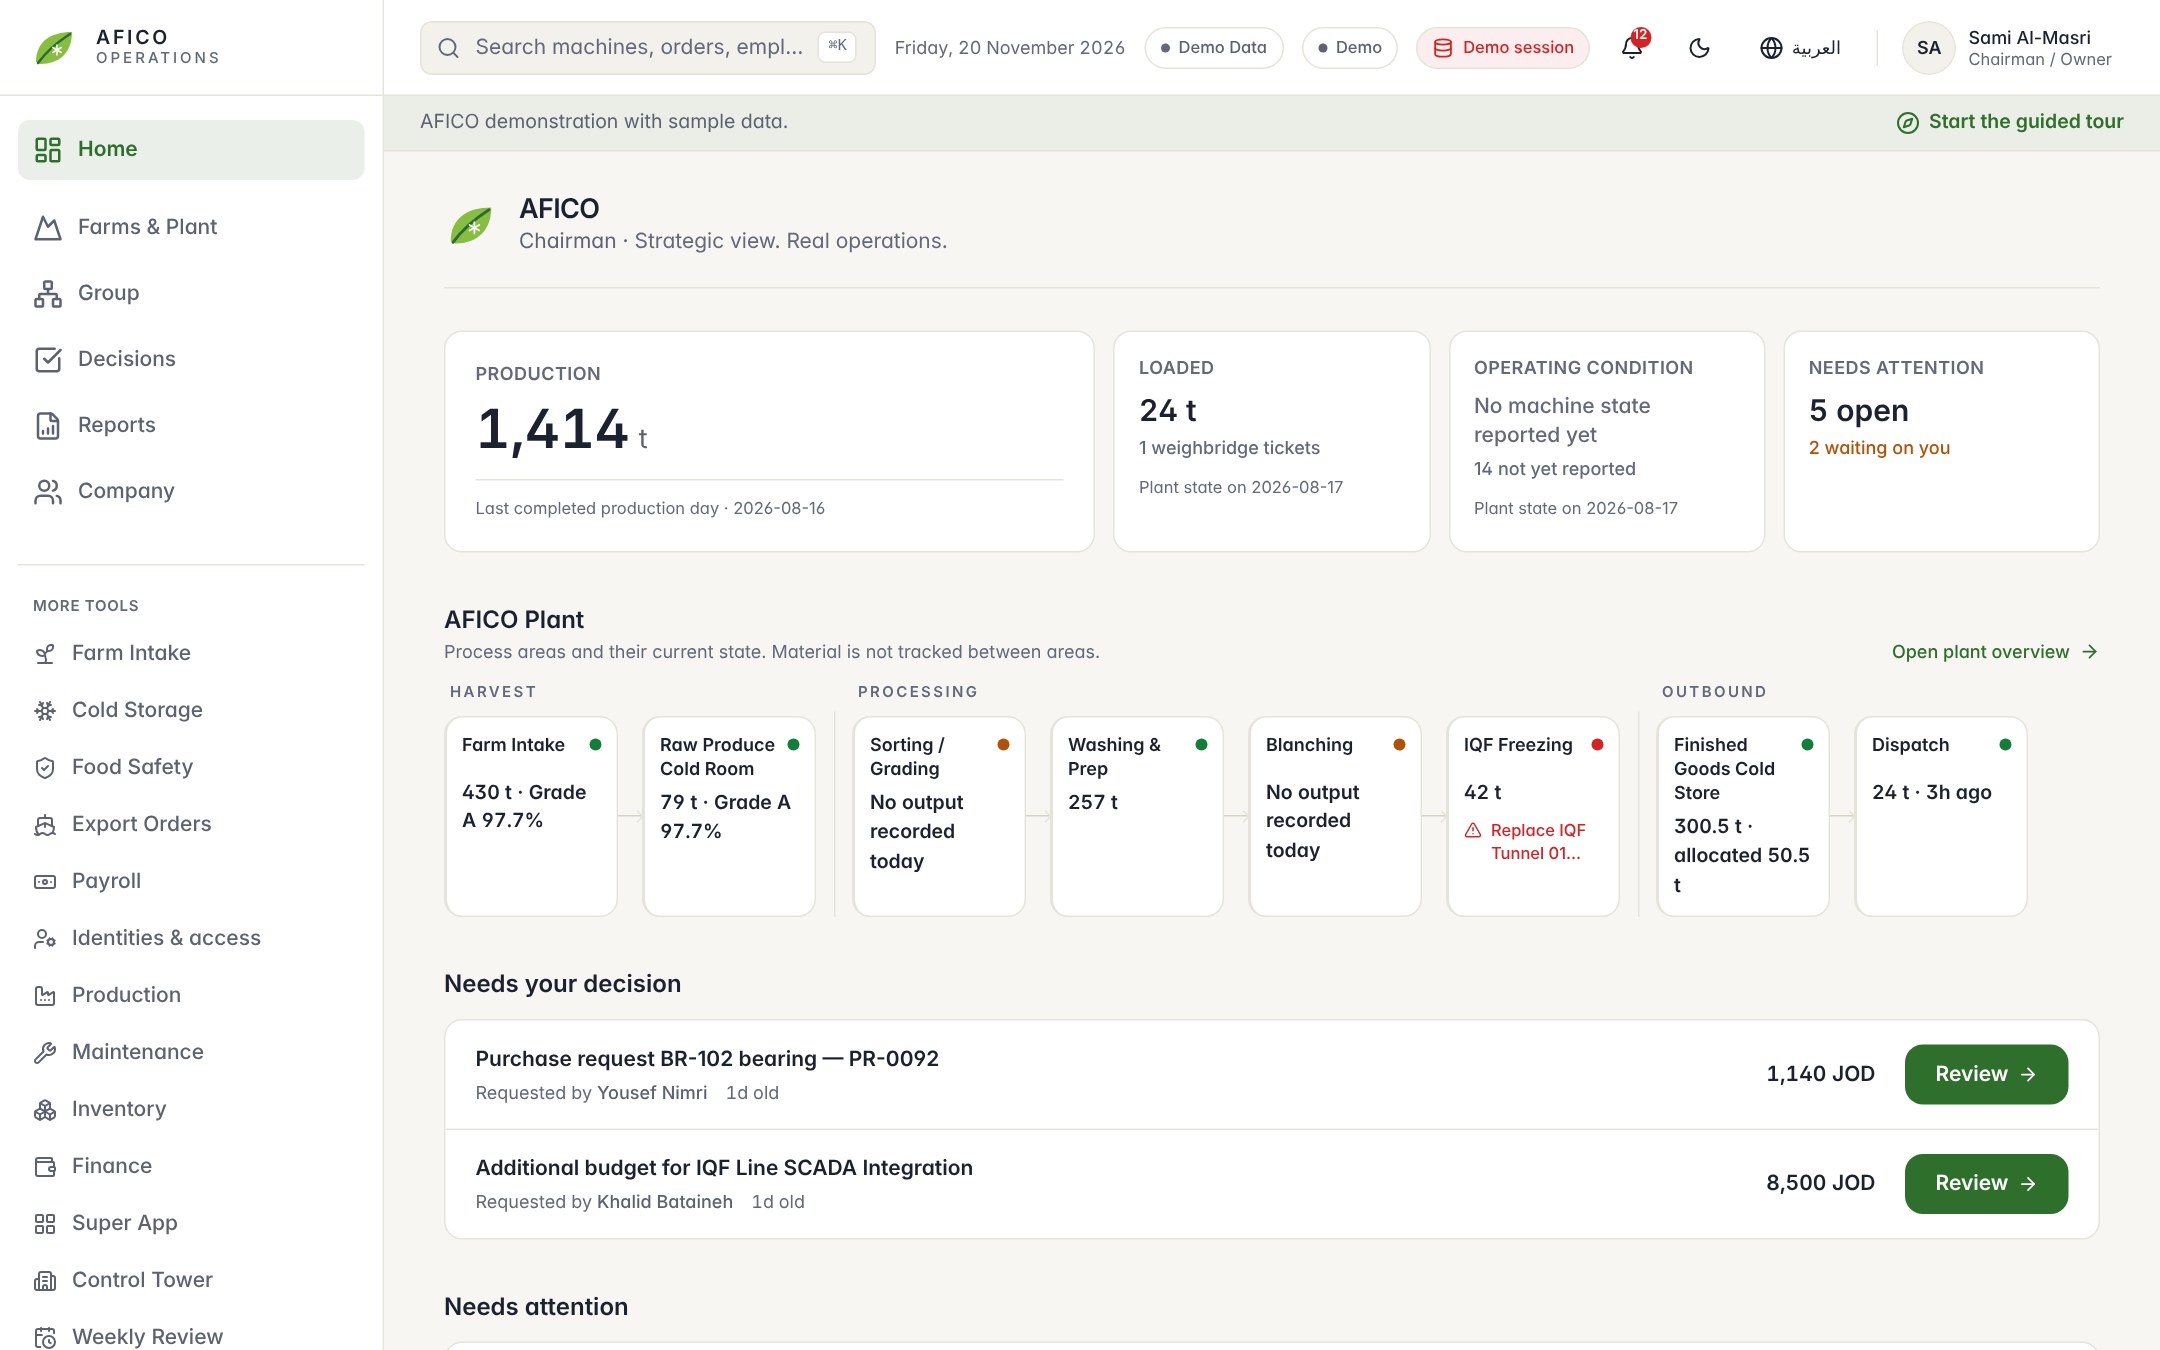 AFICO
OPERATIONS
Search machines, orders, empl...
⌘K
Friday, 20 November 2026
Demo Data
Demo
Demo session
12
العربية
SA
Sami Al-Masri
Chairman / Owner
AFICO demonstration with sample data.
Start the guided tour
Home
Farms & Plant
Group
Decisions
Reports
Company
MORE TOOLS
Farm Intake
Cold Storage
Food Safety
Export Orders
Payroll
Identities & access
Production
Maintenance
Inventory
Finance
Super App
Control Tower
Weekly Review
AFICO
Chairman · Strategic view. Real operations.
PRODUCTION
1,414 t
Last completed production day · 2026-08-16
LOADED
24 t
1 weighbridge tickets
Plant state on 2026-08-17
OPERATING CONDITION
No machine state
reported yet
14 not yet reported
Plant state on 2026-08-17
NEEDS ATTENTION
5 open
2 waiting on you
AFICO Plant
Process areas and their current state. Material is not tracked between areas.
Open plant overview
HARVEST
Farm Intake
430 t · Grade
A 97.7%
Raw Produce
Cold Room
79 t · Grade A
97.7%
PROCESSING
Sorting /
Grading
No output
recorded
today
Washing &
Prep
257 t
Blanching
No output
recorded
today
IQF Freezing
42 t
Replace IQF
Tunnel 01...
OUTBOUND
Finished
Goods Cold
Store
300.5 t ·
allocated 50.5
t
Dispatch
24 t · 3h ago
Needs your decision
Purchase request BR-102 bearing — PR-0092
Requested by Yousef Nimri 1d old
1,140 JOD
Review
Additional budget for IQF Line SCADA Integration
Requested by Khalid Bataineh 1d old
8,500 JOD
Review
Needs attention